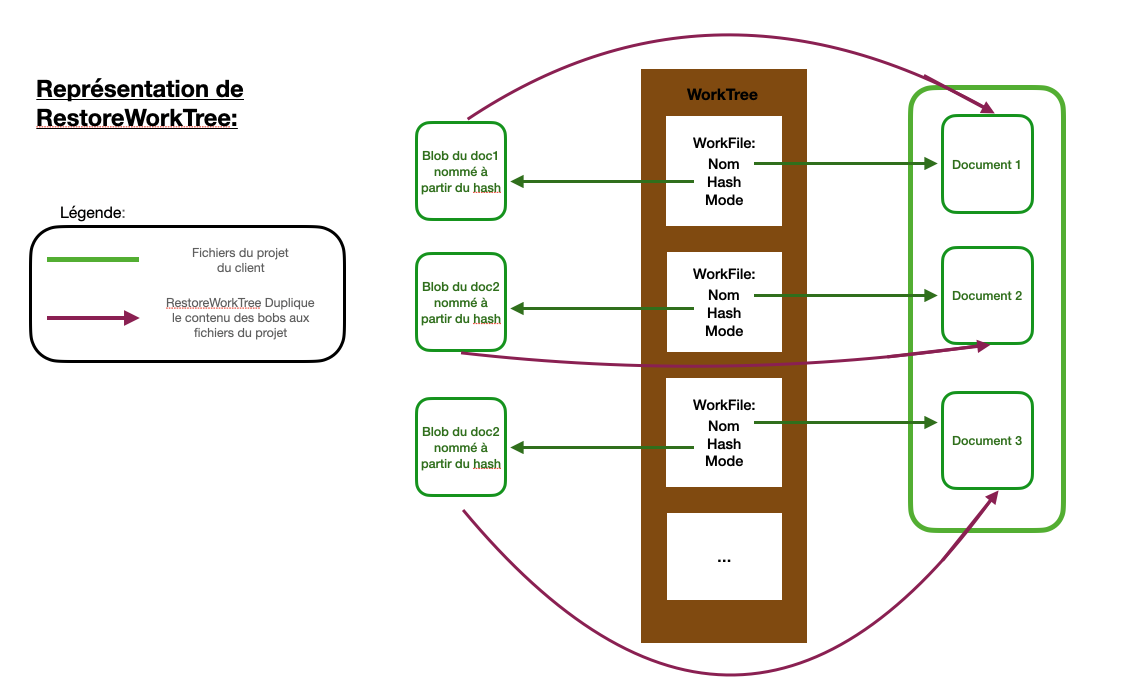 Représentation de
RestoreWorkTree:
Légende:
Fichiers du projet
du client
RestoreWorkTree Duplique
le contenu des bobs aux
fichiers du projet
WorkTree
Blob du doc1
nommé à
partir du hash
WorkFile:
Nom
Hash
Mode
Document 1
Blob du doc2
nommé à
partir du hash
WorkFile:
Nom
Hash
Mode
Document 2
Blob du doc2
nommé à
partir du hash
WorkFile:
Nom
Hash
Mode
Document 3
...